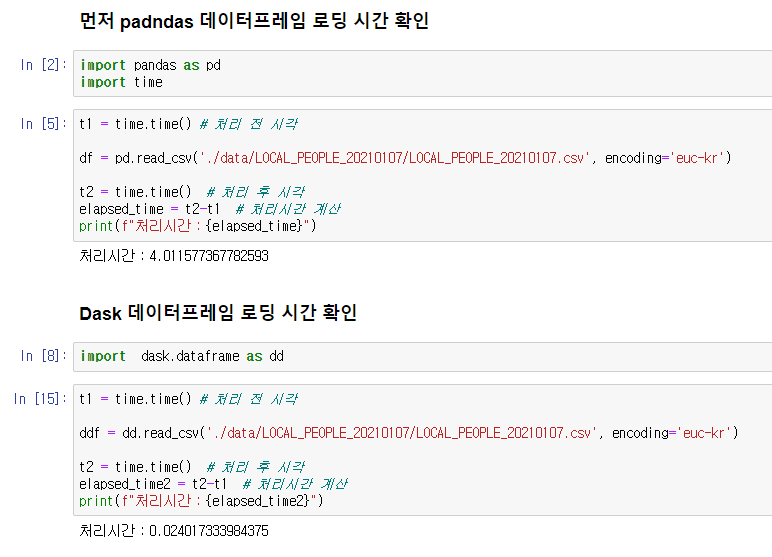 먼저 padndas 데이터프레임 로딩 시간 확인
In [2]: import pandas as pd
import time
In [5]: t1 = time.time() # 처리 전 시각
df = pd.read_csv('./data/LOCAL_PEOPLE_20210107/LOCAL_PEOPLE_20210107.csv', encoding='euc-kr')
t2 = time.time()  # 처리 후 시각
elapsed_time = t2-t1  # 처리시간 계산
print(f"처리시간 : {elapsed_time}")
처리시간 : 4.011577367782593
Dask 데이터프레임 로딩 시간 확인
In [8]: import  dask.dataframe as dd
In [15]: t1 = time.time() # 처리 전 시각
ddf = dd.read_csv('./data/LOCAL_PEOPLE_20210107/LOCAL_PEOPLE_20210107.csv', encoding='euc-kr')
t2 = time.time()  # 처리 후 시각
elapsed_time2 = t2-t1  # 처리시간 계산
print(f"처리시간 : {elapsed_time2}")
처리시간 : 0.024017333984375